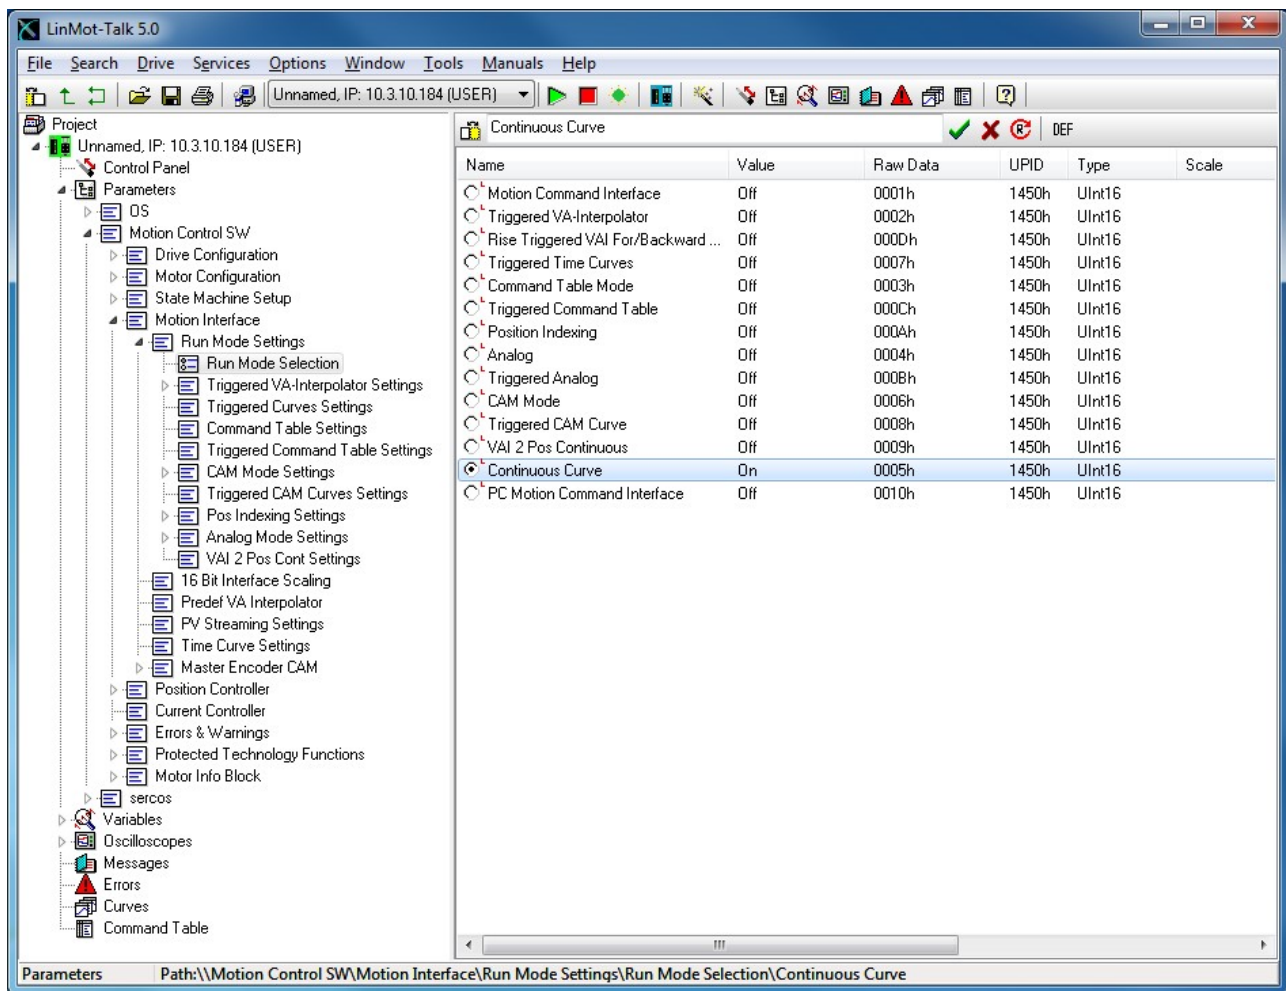 LinMot-Talk 5.0
File Search Drive Services Options Window Tools Manuals Help
Unnamed, IP: 10.3.10.184 (USER)
Project
Unnamed, IP: 10.3.10.184 (USER)
Control Panel
Parameters
OS
Motion Control SW
Drive Configuration
Motor Configuration
State Machine Setup
Motion Interface
Run Mode Settings
Run Mode Selection
Triggered VA-Interpolator Settings
Triggered Curves Settings
Command Table Settings
Triggered Command Table Settings
CAM Mode Settings
Triggered CAM Curves Settings
Pos Indexing Settings
Analog Mode Settings
VAI 2 Pos Cont Settings
16 Bit Interface Scaling
Predef VA Interpolator
PV Streaming Settings
Time Curve Settings
Master Encoder CAM
Position Controller
Current Controller
Errors & Warnings
Protected Technology Functions
Motor Info Block
sercos
Variables
Oscilloscopes
Messages
Errors
Curves
Command Table
Continuous Curve DEF
Name Value Raw Data UPID Type Scale
Motion Command Interface Off 0001h 1450h UInt16
Triggered VA-Interpolator Off 0002h 1450h UInt16
Rise Triggered VAI For/Backward ... Off 000Dh 1450h UInt16
Triggered Time Curves Off 0007h 1450h UInt16
Command Table Mode Off 0003h 1450h UInt16
Triggered Command Table Off 000Ch 1450h UInt16
Position Indexing Off 000Ah 1450h UInt16
Analog Off 0004h 1450h UInt16
Triggered Analog Off 000Bh 1450h UInt16
CAM Mode Off 0006h 1450h UInt16
Triggered CAM Curve Off 0008h 1450h UInt16
VAI 2 Pos Continuous Off 0009h 1450h UInt16
Continuous Curve On 0005h 1450h UInt16
PC Motion Command Interface Off 0010h 1450h UInt16
Parameters Path:\\Motion Control SW\Motion Interface\Run Mode Settings\Run Mode Selection\Continuous Curve